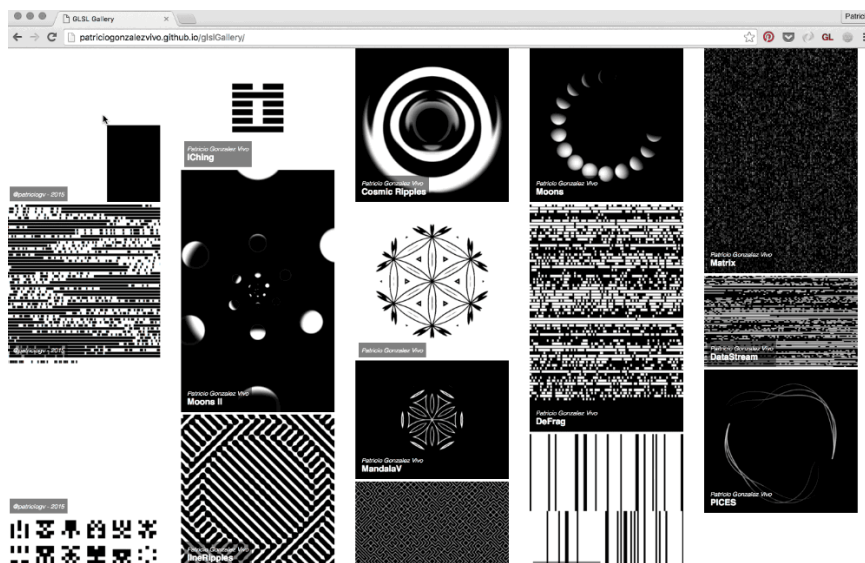 GLSL Gallery
Patric
patriciogonzalezvivo.github.io/glslGallery/
GL
@patriciogv - 2015
@patriciogv - 2015
@patriciogv - 2015
Patricio Gonzalez Vivo
IChing
Patricio Gonzalez Vivo
Moons II
Patricio Gonzalez Vivo
lineRipples
Patricio Gonzalez Vivo
Cosmic Ripples
Patricio Gonzalez Vivo
Patricio Gonzalez Vivo
MandalaV
Patricio Gonzalez Vivo
Moons
Patricio Gonzalez Vivo
DeFrag
Patricio Gonzalez Vivo
Matrix
Patricio Gonzalez Vivo
DataStream
Patricio Gonzalez Vivo
PICES